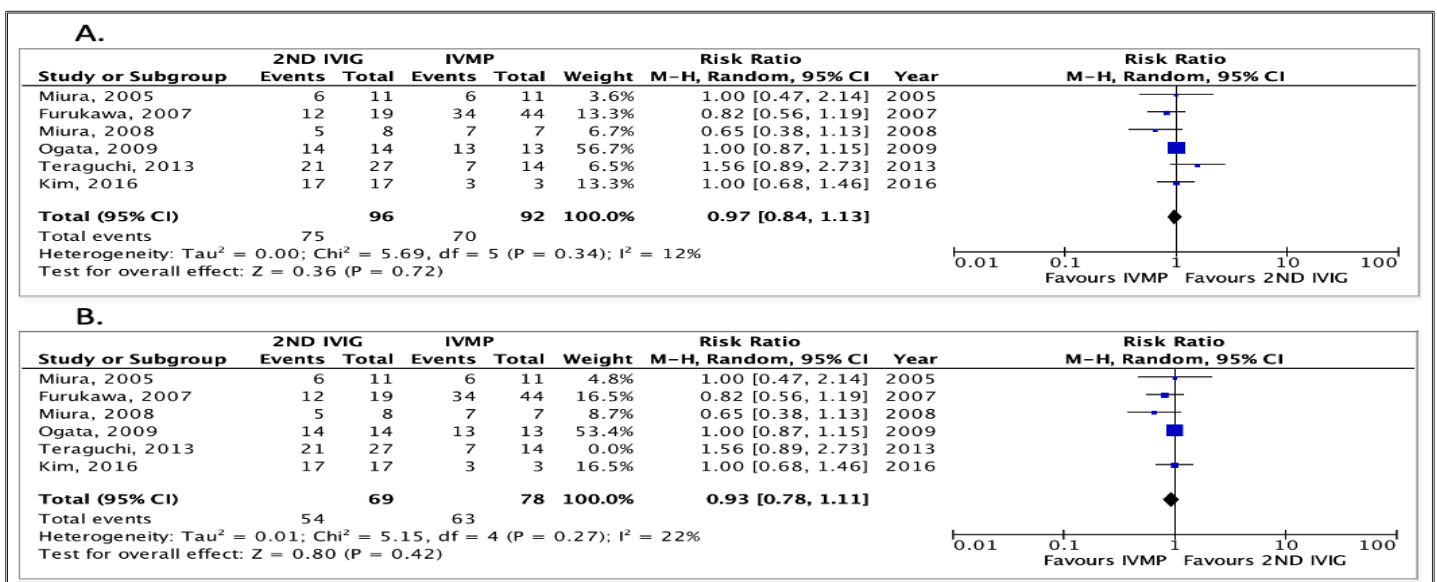 A.
2ND IVIG IVMP Risk Ratio Risk Ratio
Study or Subgroup Events Total Events Total Weight M-H, Random, 95% CI Year M-H, Random, 95% CI
Miura, 2005 6 11 6 11 3.6% 1.00 [0.47, 2.14] 2005
Furukawa, 2007 12 19 34 44 13.3% 0.82 [0.56, 1.19] 2007
Miura, 2008 5 8 7 7 6.7% 0.65 [0.38, 1.13] 2008
Ogata, 2009 14 14 13 13 56.7% 1.00 [0.87, 1.15] 2009
Teraguchi, 2013 21 27 7 14 6.5% 1.56 [0.89, 2.73] 2013
Kim, 2016 17 17 3 3 13.3% 1.00 [0.68, 1.46] 2016
Total (95% CI) 96 92 100.0% 0.97 [0.84, 1.13]
Total events 75 70
Heterogeneity: Tau² = 0.00; Chi² = 5.69, df = 5 (P = 0.34); I² = 12%
Test for overall effect: Z = 0.36 (P = 0.72)
0.01 0.1 1 10 100
Favours IVMP Favours 2ND IVIG
B.
2ND IVIG IVMP Risk Ratio Risk Ratio
Study or Subgroup Events Total Events Total Weight M-H, Random, 95% CI Year M-H, Random, 95% CI
Miura, 2005 6 11 6 11 4.8% 1.00 [0.47, 2.14] 2005
Furukawa, 2007 12 19 34 44 16.5% 0.82 [0.56, 1.19] 2007
Miura, 2008 5 8 7 7 8.7% 0.65 [0.38, 1.13] 2008
Ogata, 2009 14 14 13 13 53.4% 1.00 [0.87, 1.15] 2009
Teraguchi, 2013 21 27 7 14 0.0% 1.56 [0.89, 2.73] 2013
Kim, 2016 17 17 3 3 16.5% 1.00 [0.68, 1.46] 2016
Total (95% CI) 69 78 100.0% 0.93 [0.78, 1.11]
Total events 54 63
Heterogeneity: Tau² = 0.01; Chi² = 5.15, df = 4 (P = 0.27); I² = 22%
Test for overall effect: Z = 0.80 (P = 0.42)
0.01 0.1 1 10 100
Favours IVMP Favours 2ND IVIG